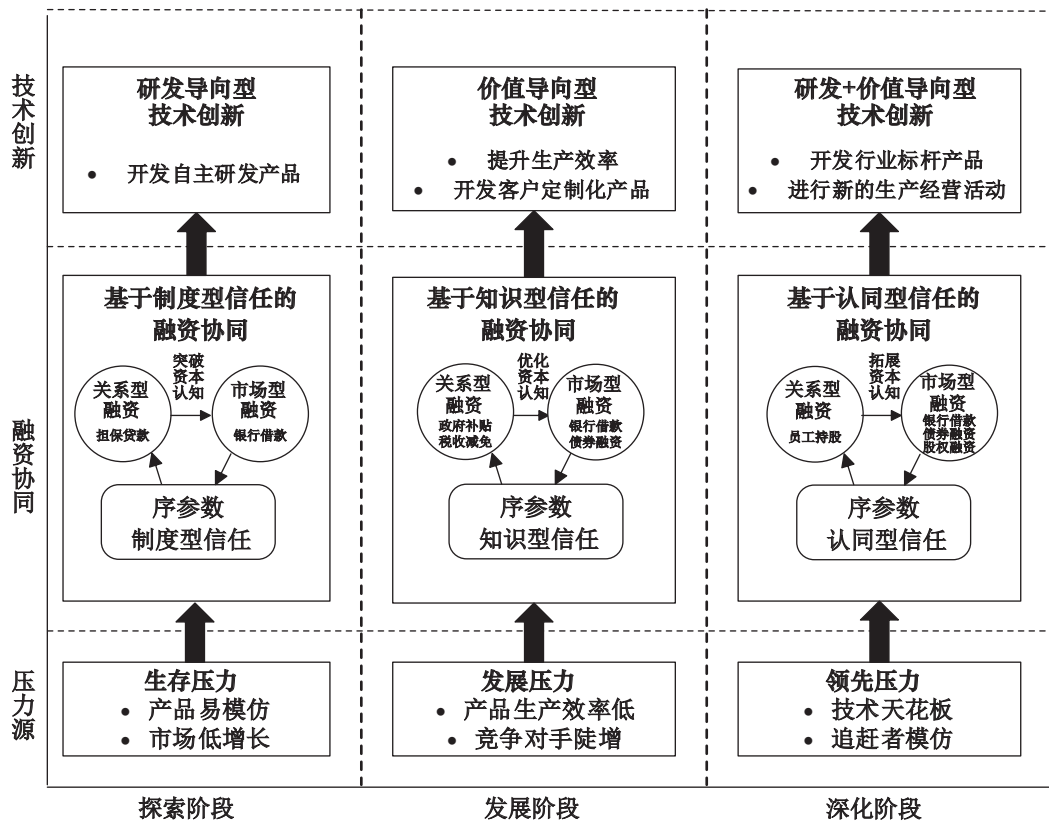 技术创新
研发导向型
技术创新
• 开发自主研发产品
价值导向型
技术创新
• 提升生产效率
• 开发客户定制化产品
研发+价值导向型
技术创新
• 开发行业标杆产品
• 进行新的生产经营活动
融资协同
基于制度型信任的
融资协同
突破
资本
认知
关系型
融资
担保贷款
市场型
融资
银行借款
序参数
制度型信任
基于知识型信任的
融资协同
优化
资本
认知
关系型
融资
政府补贴
税收减免
市场型
融资
银行借款
债券融资
序参数
知识型信任
基于认同型信任的
融资协同
拓展
资本
认知
关系型
融资
员工持股
市场型
融资
银行借款
债券融资
股权融资
序参数
认同型信任
压力源
生存压力
• 产品易模仿
• 市场低增长
发展压力
• 产品生产效率低
• 竞争对手陡增
领先压力
• 技术天花板
• 追赶者模仿
探索阶段
发展阶段
深化阶段